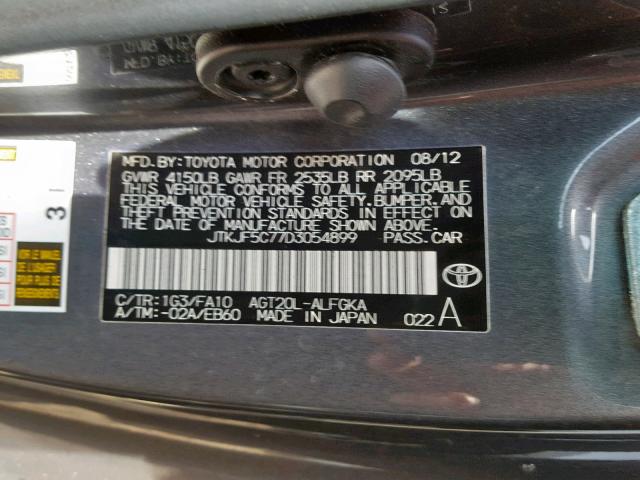 MFD.BY:TOYOTA MOTOR CORPORATION 08/12
GVWR 4150LB GAWR FR 2535LB RR 2095LB
THIS VEHICLE CONFORMS TO ALL APPLICABLE
FEDERAL MOTOR VEHICLE SAFETY, BUMPER,
AND THEFT PREVENTION STANDARDS IN EFFECT
ON THE DATE OF MANUFACTURE SHOWN ABOVE.
JTKJF5C77D3054899 PASS.CAR
C/TR:1G3/FA10 AGT20L-ALFGKA
A/TM:-02A/EB60 MADE IN JAPAN 022 A
TOYOTA
3 1